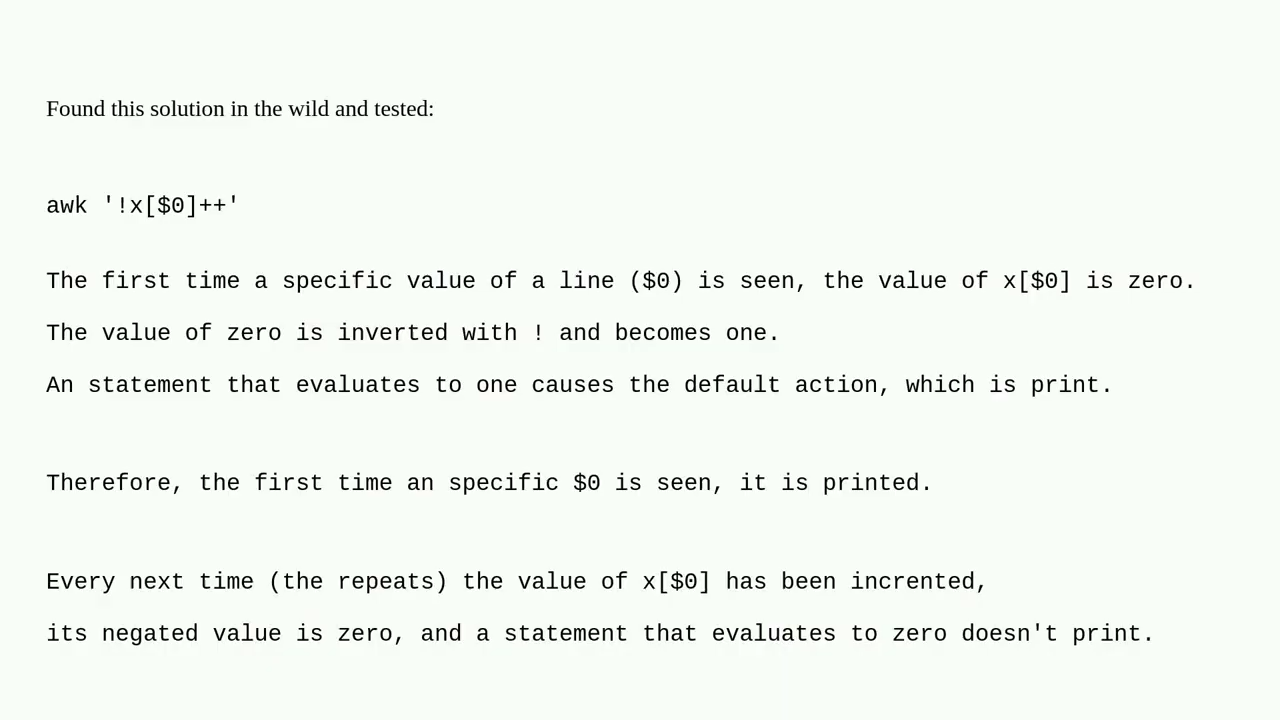 Found this solution in the wild and tested:
awk '!x[$0]++'
The first time a specific value of a line ($0) is seen, the value of x[$0] is zero.
The value of zero is inverted with ! and becomes one.
An statement that evaluates to one causes the default action, which is print.
Therefore, the first time an specific $0 is seen, it is printed.
Every next time (the repeats) the value of x[$0] has been incrented,
its negated value is zero, and a statement that evaluates to zero doesn't print.